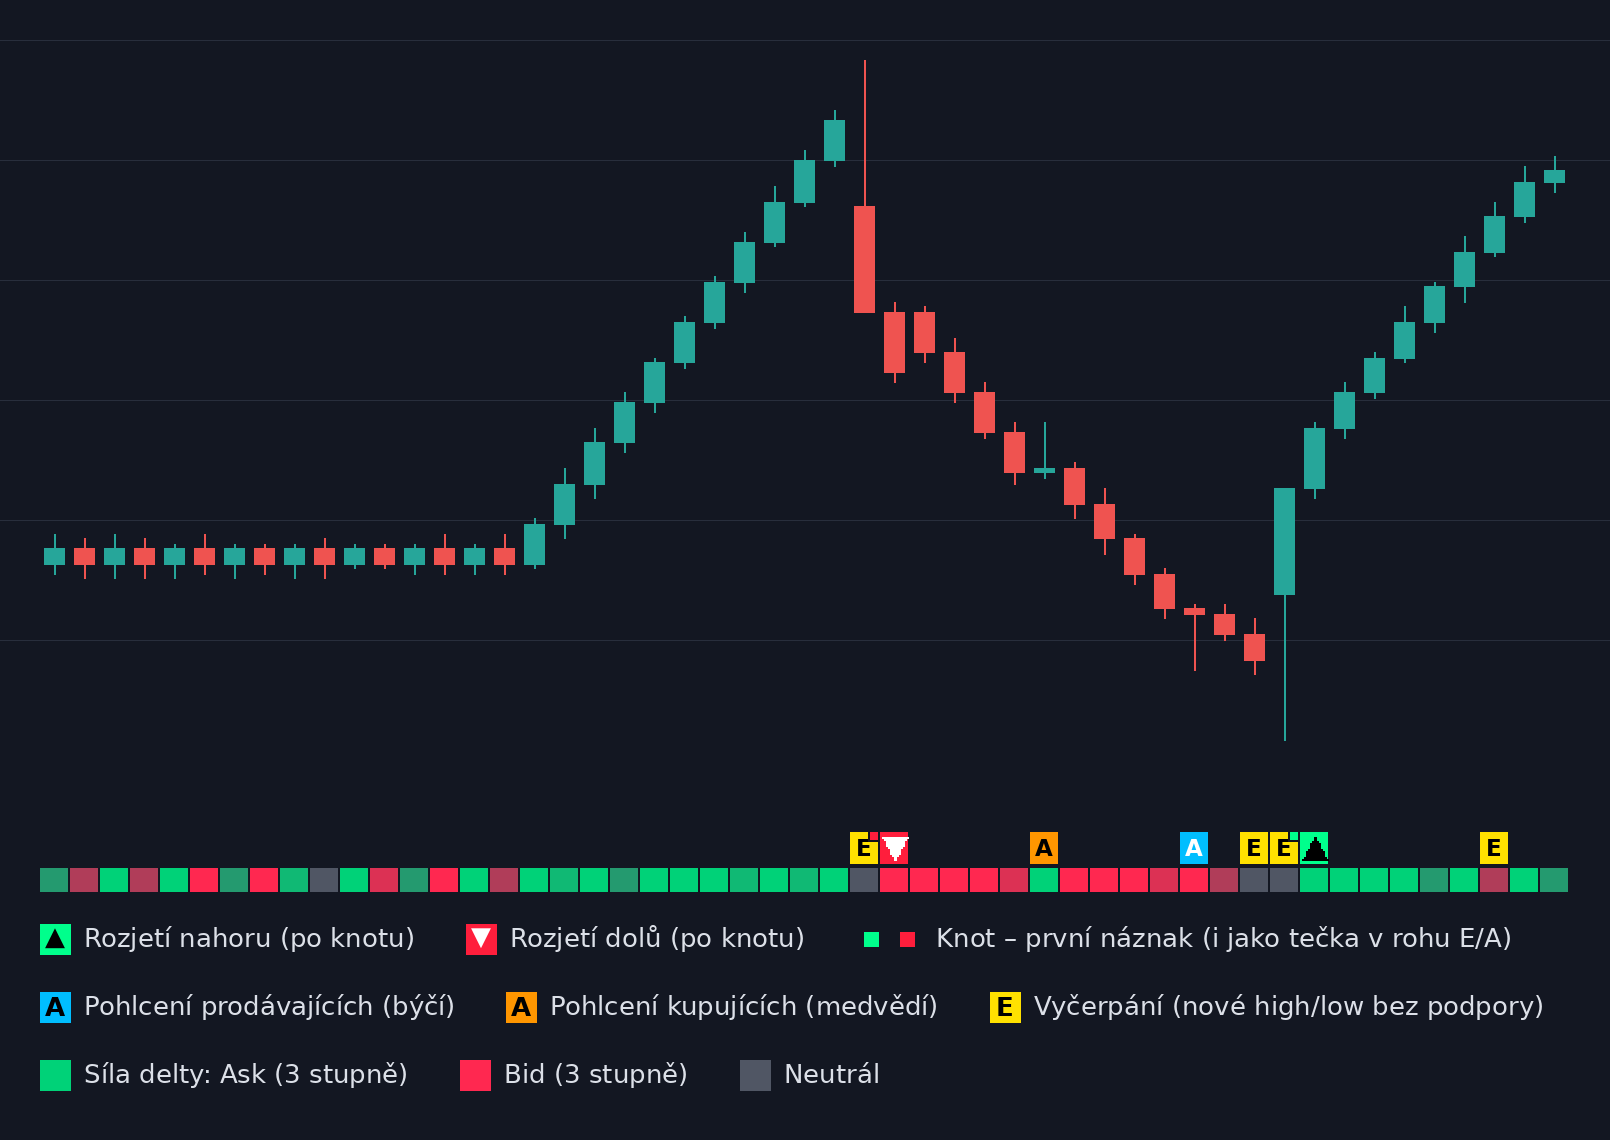 E A A E E E
Rozjetí nahoru (po knotu) Rozjetí dolů (po knotu) Knot – první náznak (i jako tečka v rohu E/A)
A Pohlcení prodávajících (býčí) A Pohlcení kupujících (medvědí) E Vyčerpání (nové high/low bez podpory)
Síla delty: Ask (3 stupně) Bid (3 stupně) Neutrál